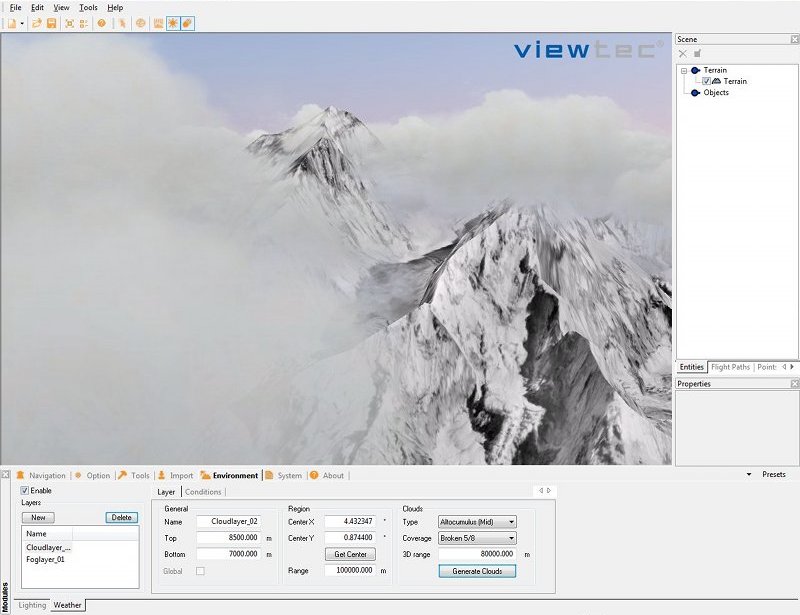 File Edit View Tools Help
viewtec®
Scene
Terrain
Terrain
Objects
Entities Flight Paths Point:
Properties
Navigation Option Tools Import Environment System About
Presets
Enable
Layers
New Delete
Name
Cloudlayer_...
Foglayer_01
Layer Conditions
General
Name Cloudlayer_02
Top 8500.000 m
Bottom 7000.000 m
Global
Region
Center X 4.432347 °
Center Y 0.874400 °
Get Center
Range 100000.000 m
Clouds
Type Altocumulus (Mid)
Coverage Broken 5/8
3D range 80000.000 m
Generate Clouds
Modules
Lighting Weather